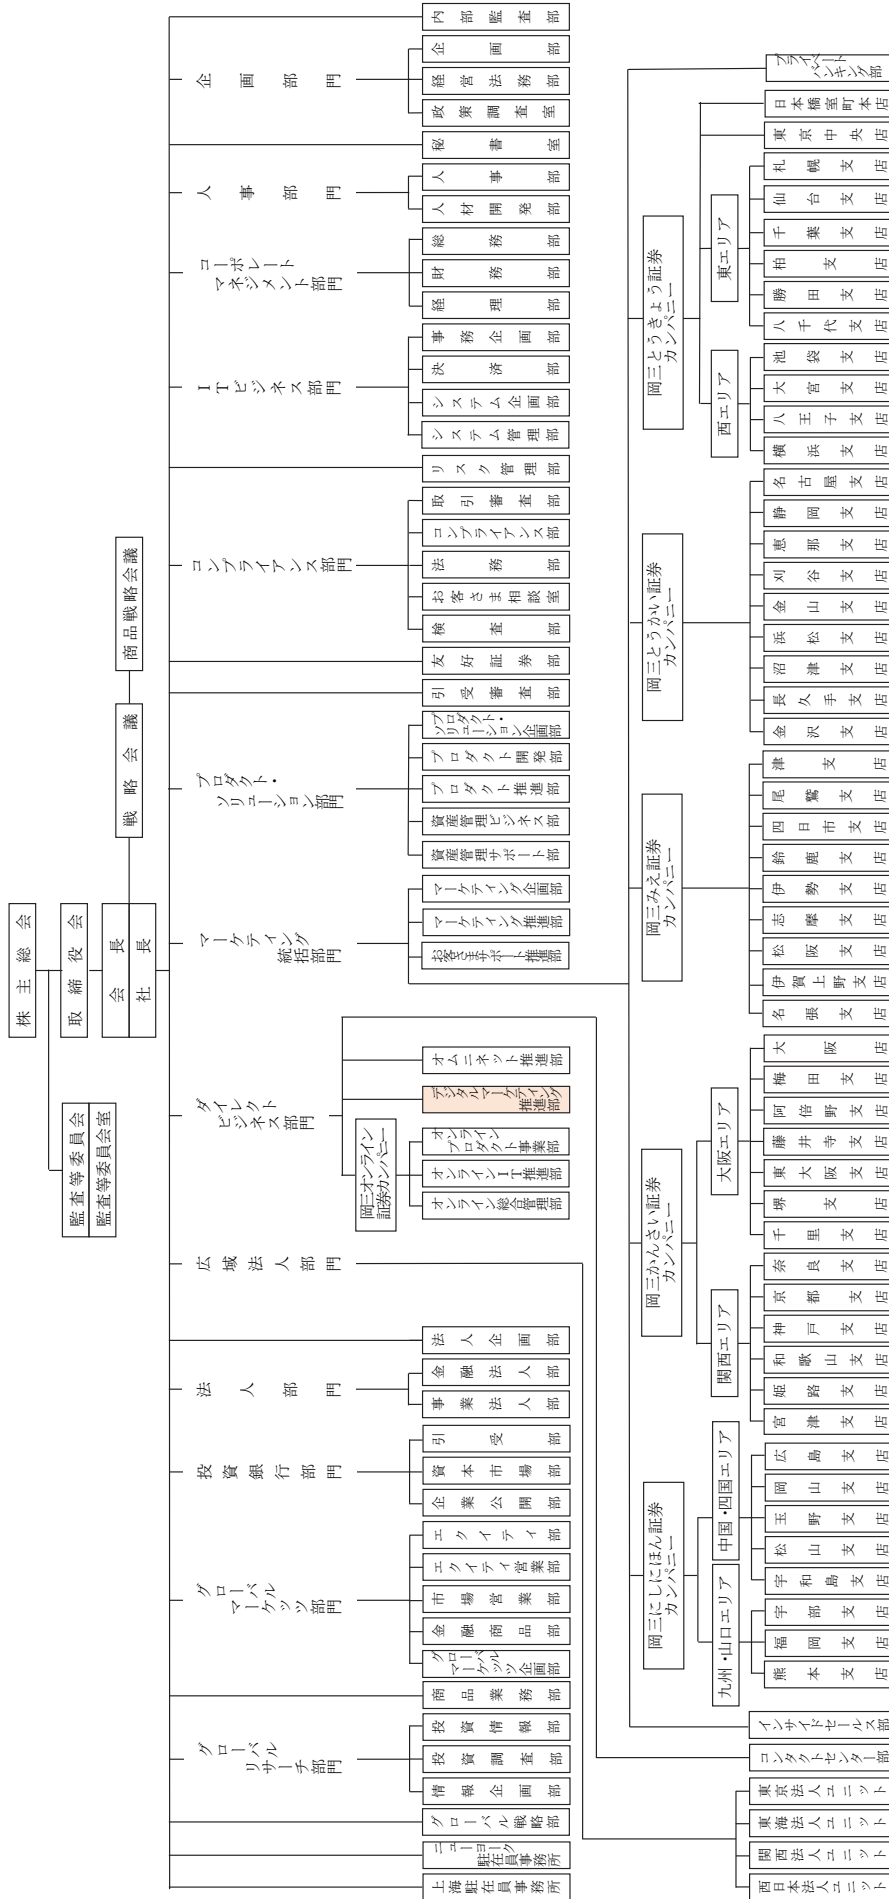 株主総会
取締役会
会長
社長
監査等委員会
監査等委員会室
戦略会議
商品戦略会議
内部監査部
企画部門
企画部
経営法務部
政策調査室
秘書室
人事部門
人事部
人材開発部
コーポレート
マネジメント部門
総務部
財務部
経理部
ITビジネス部門
事務企画部
決済部
システム企画部
システム管理部
リスク管理部
コンプライアンス部門
取引審査部
コンプライアンス部
法務部
お客さま相談室
検査部
友好証券部
引受審査部
プロダクト・
ソリューション部門
プロダクト・
ソリューション企画部
プロダクト開発部
プロダクト推進部
資産管理ビジネス部
資産管理サポート部
マーケティング
統括部門
マーケティング企画部
マーケティング推進部
お客さまサポート推進部
ダイレクト
ビジネス部門
オムニネット推進部
デジタルマーケティング
推進部
岡三オンライン
証券カンパニー
オンライン
プロダクト事業部
オンラインIT推進部
オンライン総合管理部
広域法人部門
法人企画部
法人部門
金融法人部
事業法人部
投資銀行部門
引受部
資本市場部
企業公開部
グローバル
マーケッツ部門
エクイティ部
エクイティ営業部
市場営業部
金融商品部
グローバル
マーケッツ企画部
商品業務部
グローバル
リサーチ部門
投資情報部
投資調査部
情報企画部
グローバル戦略部
ニューヨーク
駐在員事務所
上海駐在員事務所
プライベート
バンキング部
岡三とうきょう証券
カンパニー
日本橋室町本店
東京中央店
東エリア
札幌支店
仙台支店
千葉支店
柏支店
勝田支店
八千代支店
西エリア
池袋支店
大宮支店
八王子支店
横浜支店
岡三とうかい証券
カンパニー
名古屋支店
静岡支店
恵那支店
刈谷支店
金山支店
浜松支店
沼津支店
長久手支店
金沢支店
岡三みえ証券
カンパニー
津支店
尾鷲支店
四日市支店
鈴鹿支店
伊勢支店
志摩支店
松阪支店
伊賀上野支店
名張支店
岡三かんさい証券
カンパニー
大阪エリア
大阪店
梅田支店
阿倍野支店
藤井寺支店
東大阪支店
堺支店
千里支店
関西エリア
奈良支店
京都支店
神戸支店
和歌山支店
姫路支店
宮津支店
岡三にしにほん証券
カンパニー
中国・四国エリア
広島支店
岡山支店
玉野支店
松山支店
宇和島支店
九州・山口エリア
宇部支店
福岡支店
熊本支店
インサイドセールス部
コンタクトセンター部
東京法人ユニット
東海法人ユニット
関西法人ユニット
西日本法人ユニット